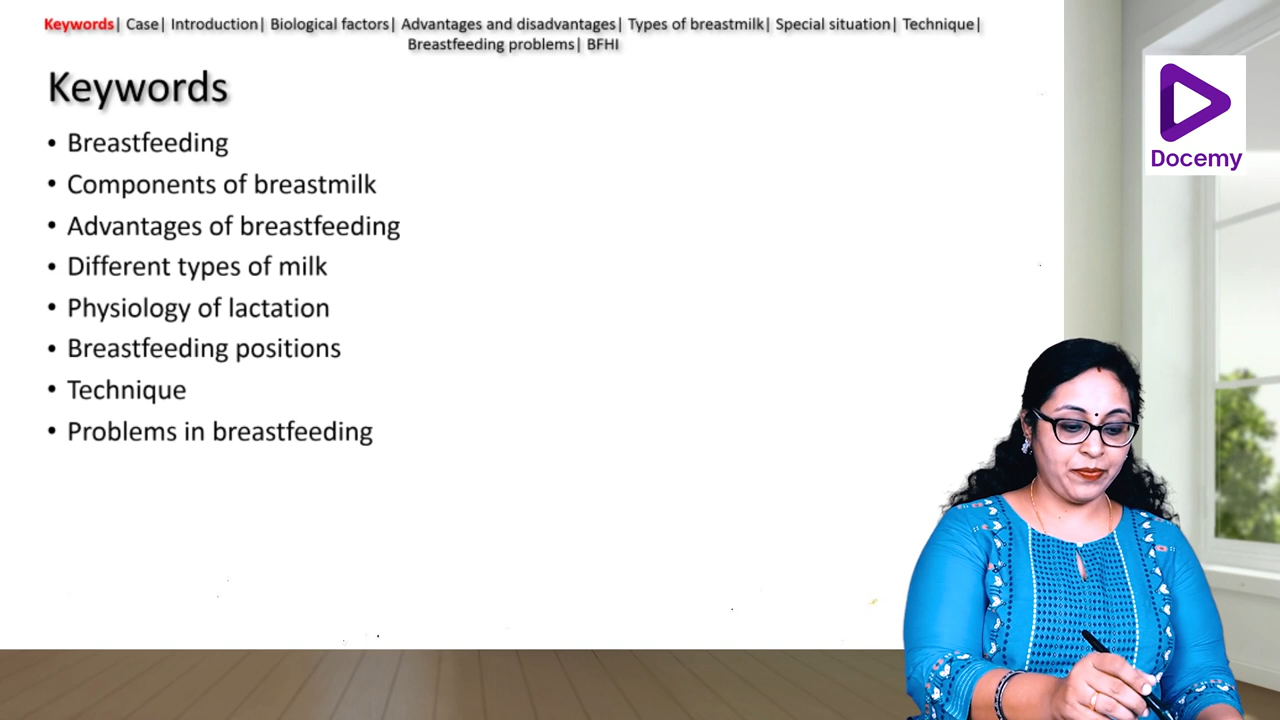 Keywords| Case| Introduction| Biological factors| Advantages and disadvantages| Types of breastmilk| Special situation| Technique|
Breastfeeding problems| BFHI
Keywords
• Breastfeeding
• Components of breastmilk
• Advantages of breastfeeding
• Different types of milk
• Physiology of lactation
• Breastfeeding positions
• Technique
• Problems in breastfeeding
Docemy